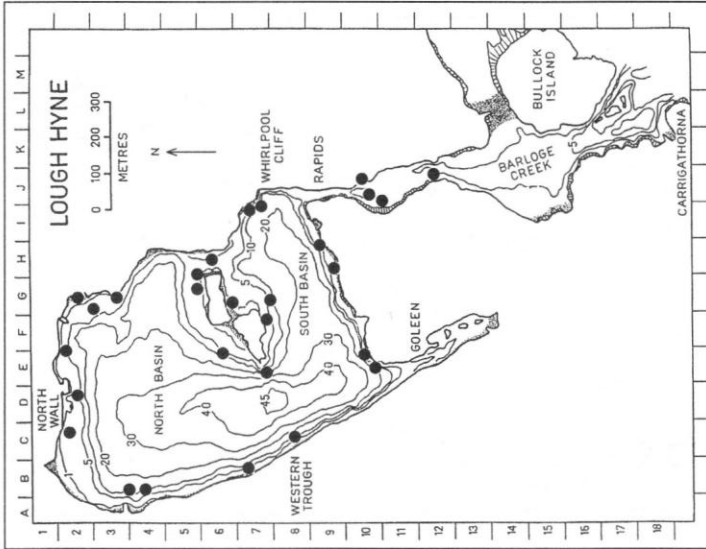 LOUGH HYNE
0 100 200 300
METRES
N
WHIRLPOOL
CLIFF
RAPIDS
BULLOCK
ISLAND
BARLOGE
CREEK
CARRIGATHORNA
NORTH
WALL
NORTH BASIN
SOUTH BASIN
WESTERN
TROUGH
GOLEEN
1
5
20
30
40
45
30
40
20
10
5
5
A B C D E F G H I J K L M
1 2 3 4 5 6 7 8 9 10 11 12 13 14 15 16 17 18